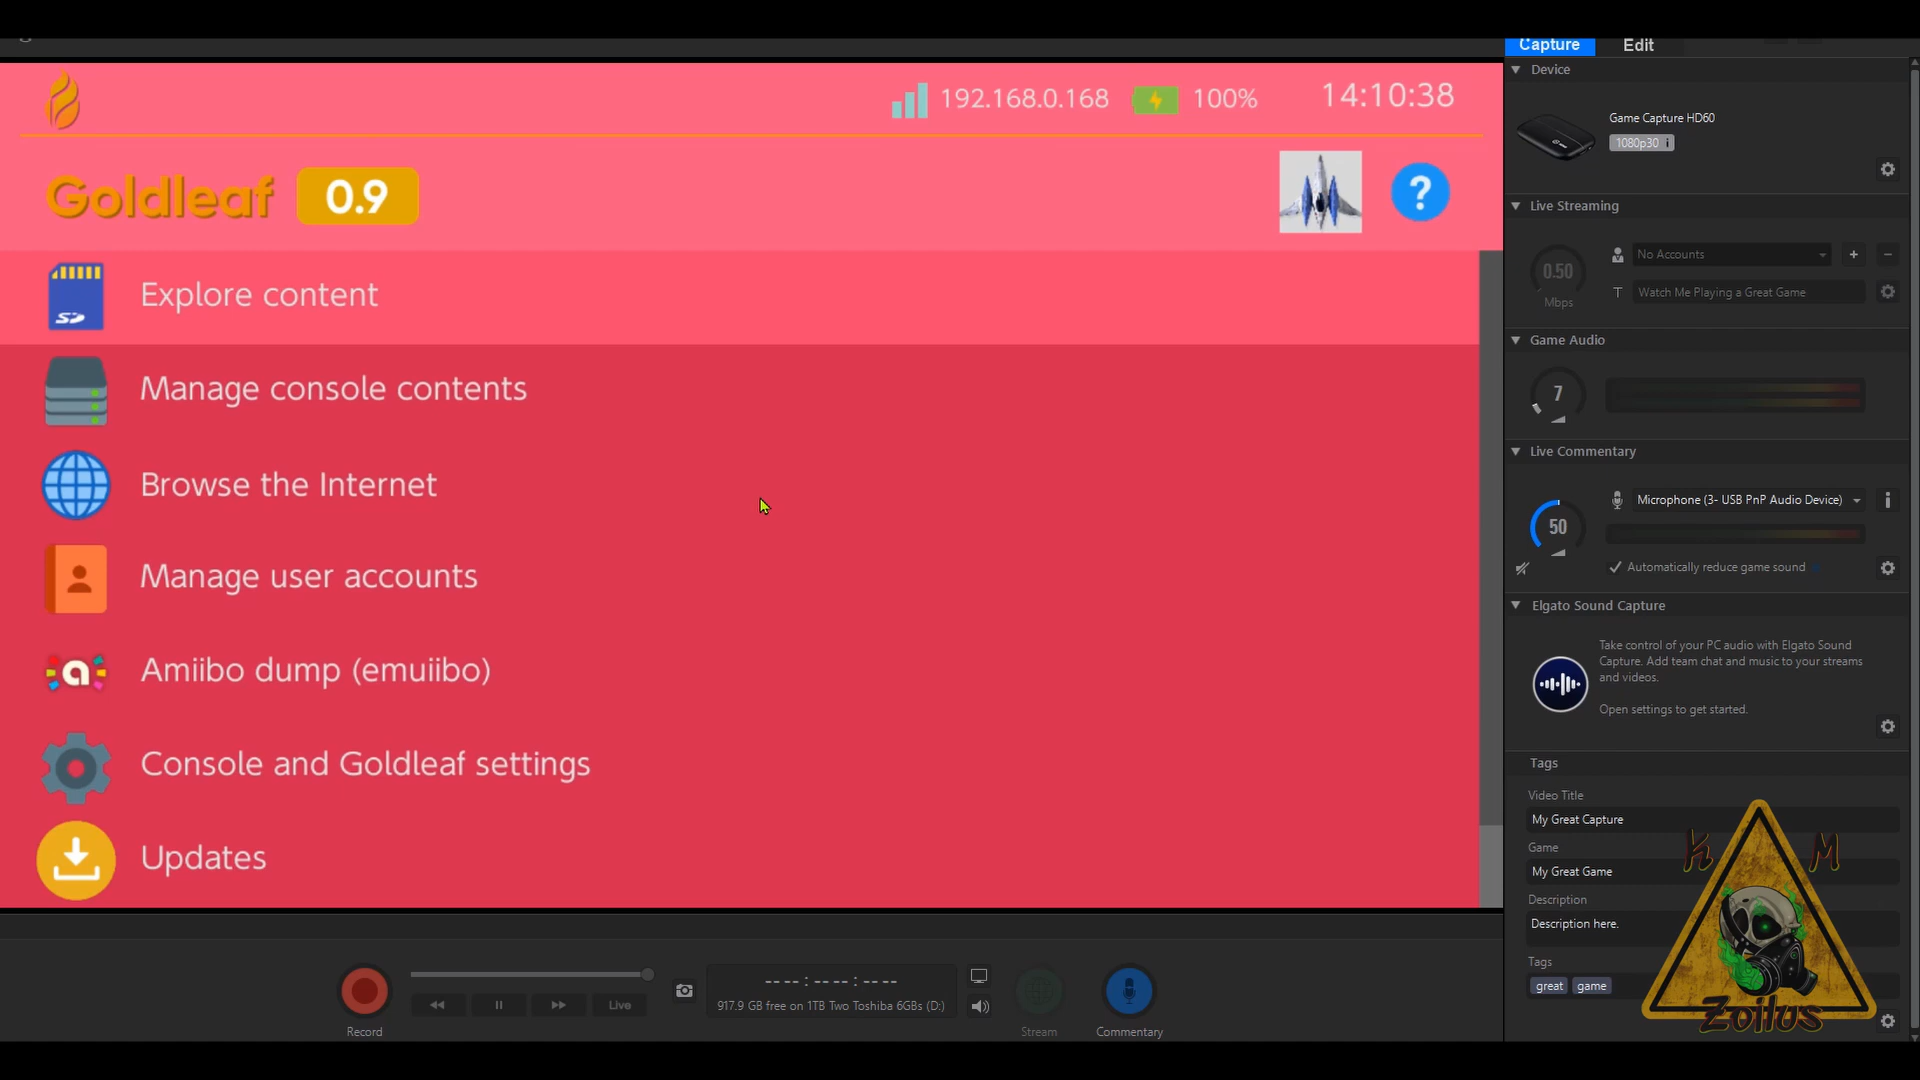 Capture Edit
192.168.0.168 100% 14:10:38
Goldleaf 0.9 ?
Explore content
Manage console contents
Browse the Internet
Manage user accounts
Amiibo dump (emuiibo)
Console and Goldleaf settings
Updates
Device
Game Capture HD60
1080p30 i
Live Streaming
0.50
Mbps
No Accounts
T Watch Me Playing a Great Game
Game Audio
7
Live Commentary
50
Microphone (3- USB PnP Audio Device)
Automatically reduce game sound
Elgato Sound Capture
Take control of your PC audio with Elgato Sound
Capture. Add team chat and music to your streams
and videos.
Open settings to get started.
Tags
Video Title
My Great Capture
Game
My Great Game
Description
Description here.
Tags
great game
K M
Zoilus
Record
Live
-- -- : -- -- : -- --
917.9 GB free on 1TB Two Toshiba 6GBs (D:)
Stream
Commentary